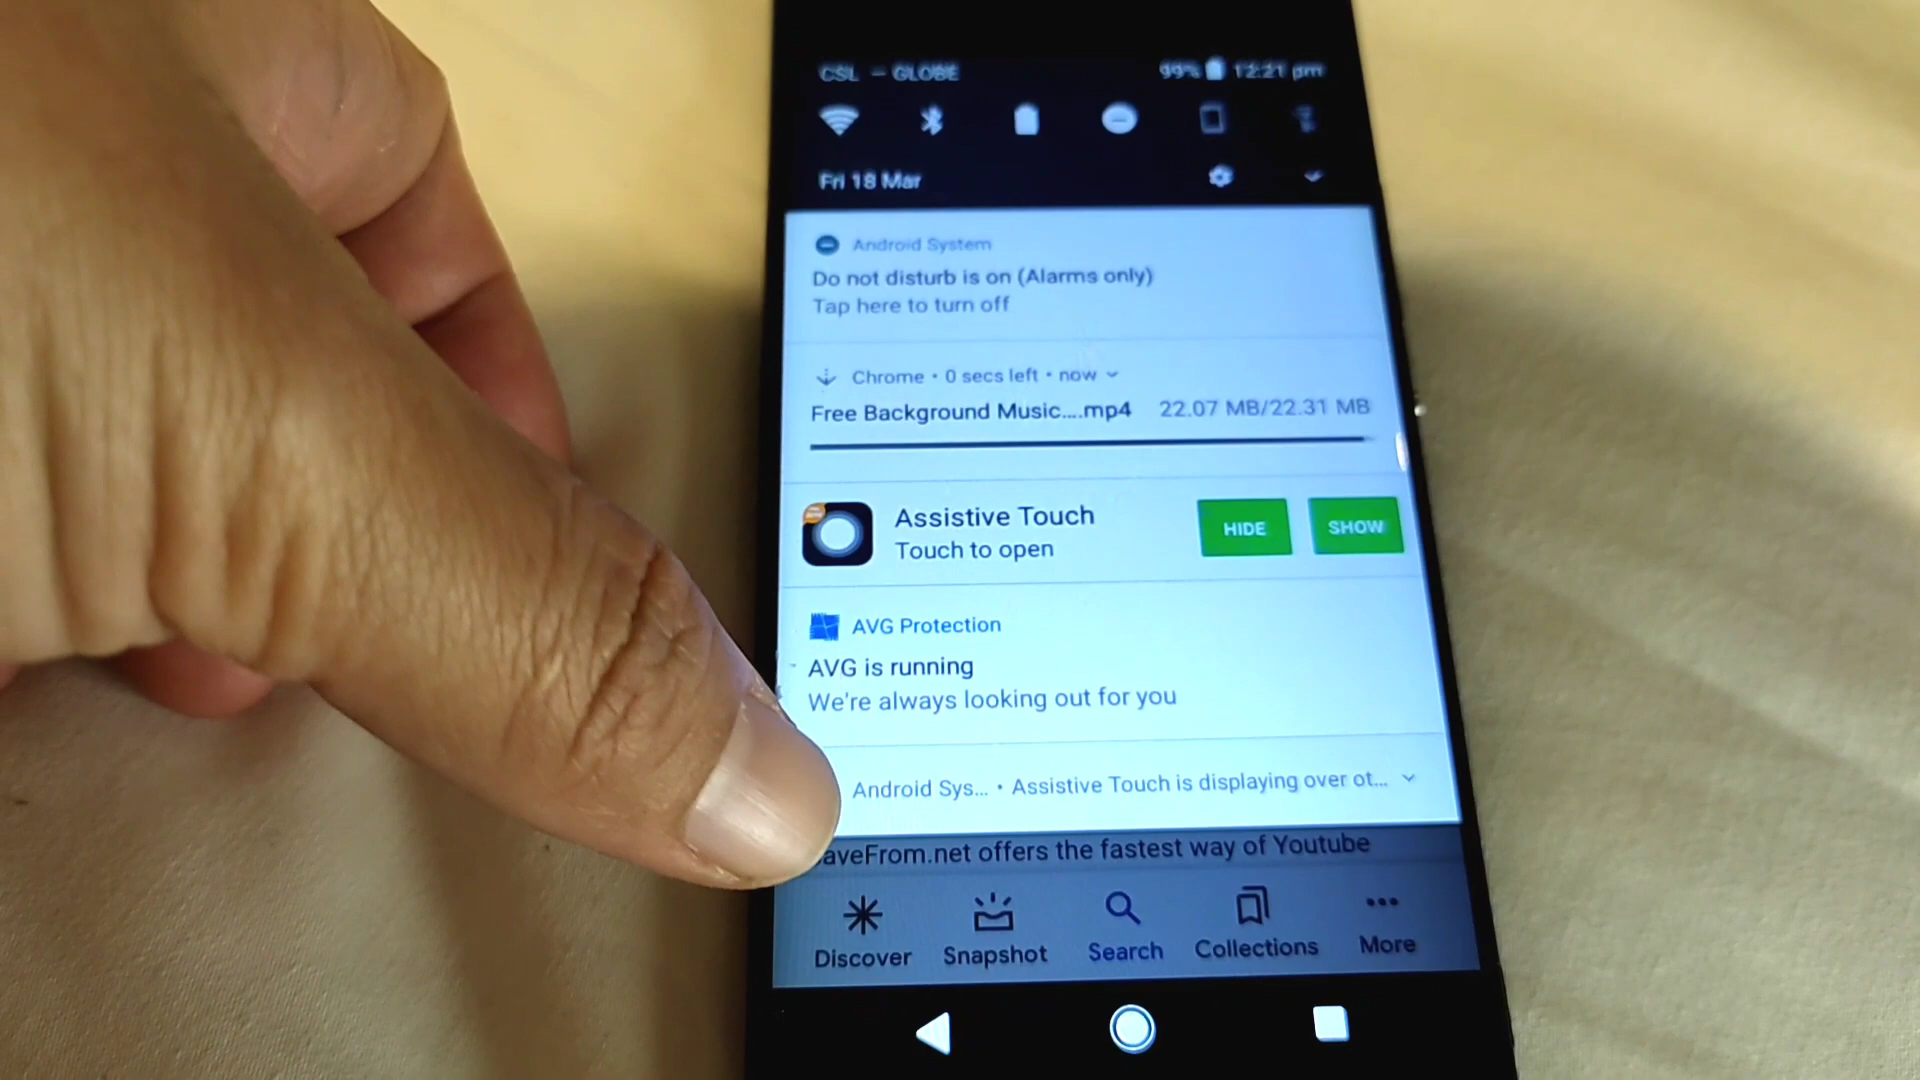 CSL — GLOBE 99% 12:21 pm
Fri 18 Mar
Android System
Do not disturb is on (Alarms only)
Tap here to turn off
Chrome • 0 secs left • now
Free Background Music....mp4 22.07 MB/22.31 MB
Assistive Touch
Touch to open
HIDE SHOW
AVG Protection
AVG is running
We're always looking out for you
Android Sys... • Assistive Touch is displaying over ot...
aveFrom.net offers the fastest way of Youtube
Discover Snapshot Search Collections More